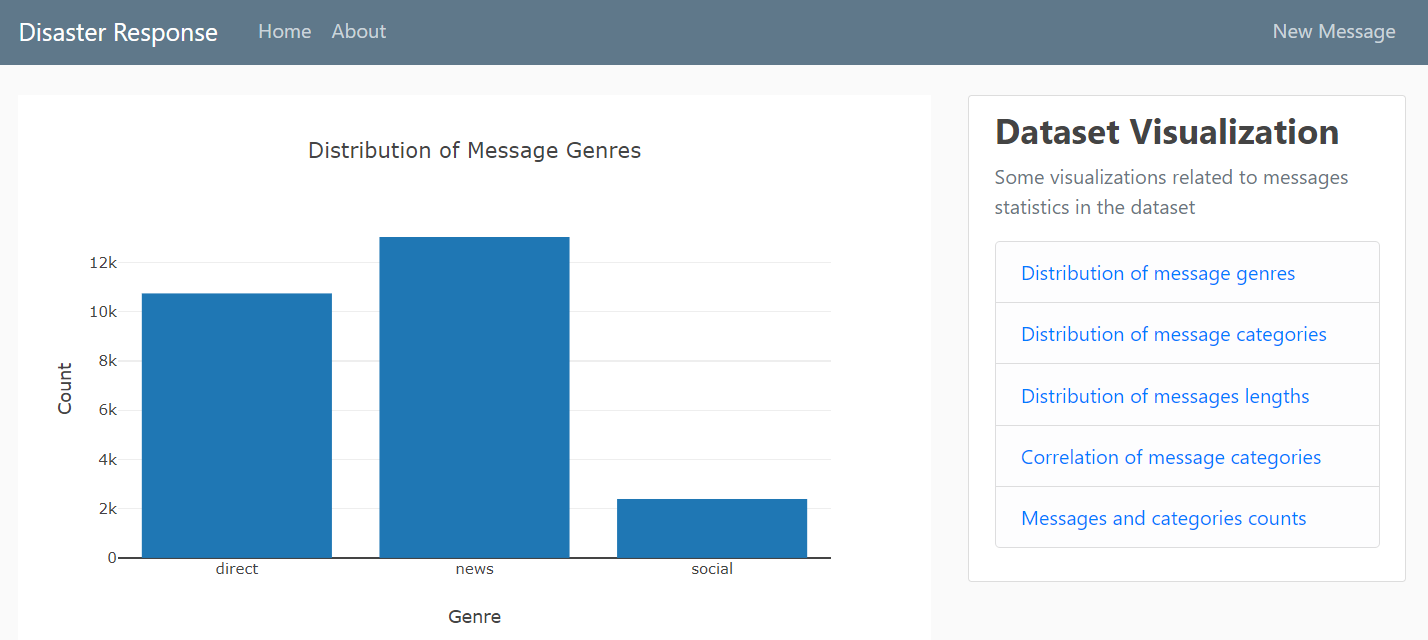 Disaster Response Home About New Message
Distribution of Message Genres
12k
10k
8k
6k
4k
2k
0
Count
direct news social
Genre
Dataset Visualization
Some visualizations related to messages
statistics in the dataset
Distribution of message genres
Distribution of message categories
Distribution of messages lengths
Correlation of message categories
Messages and categories counts